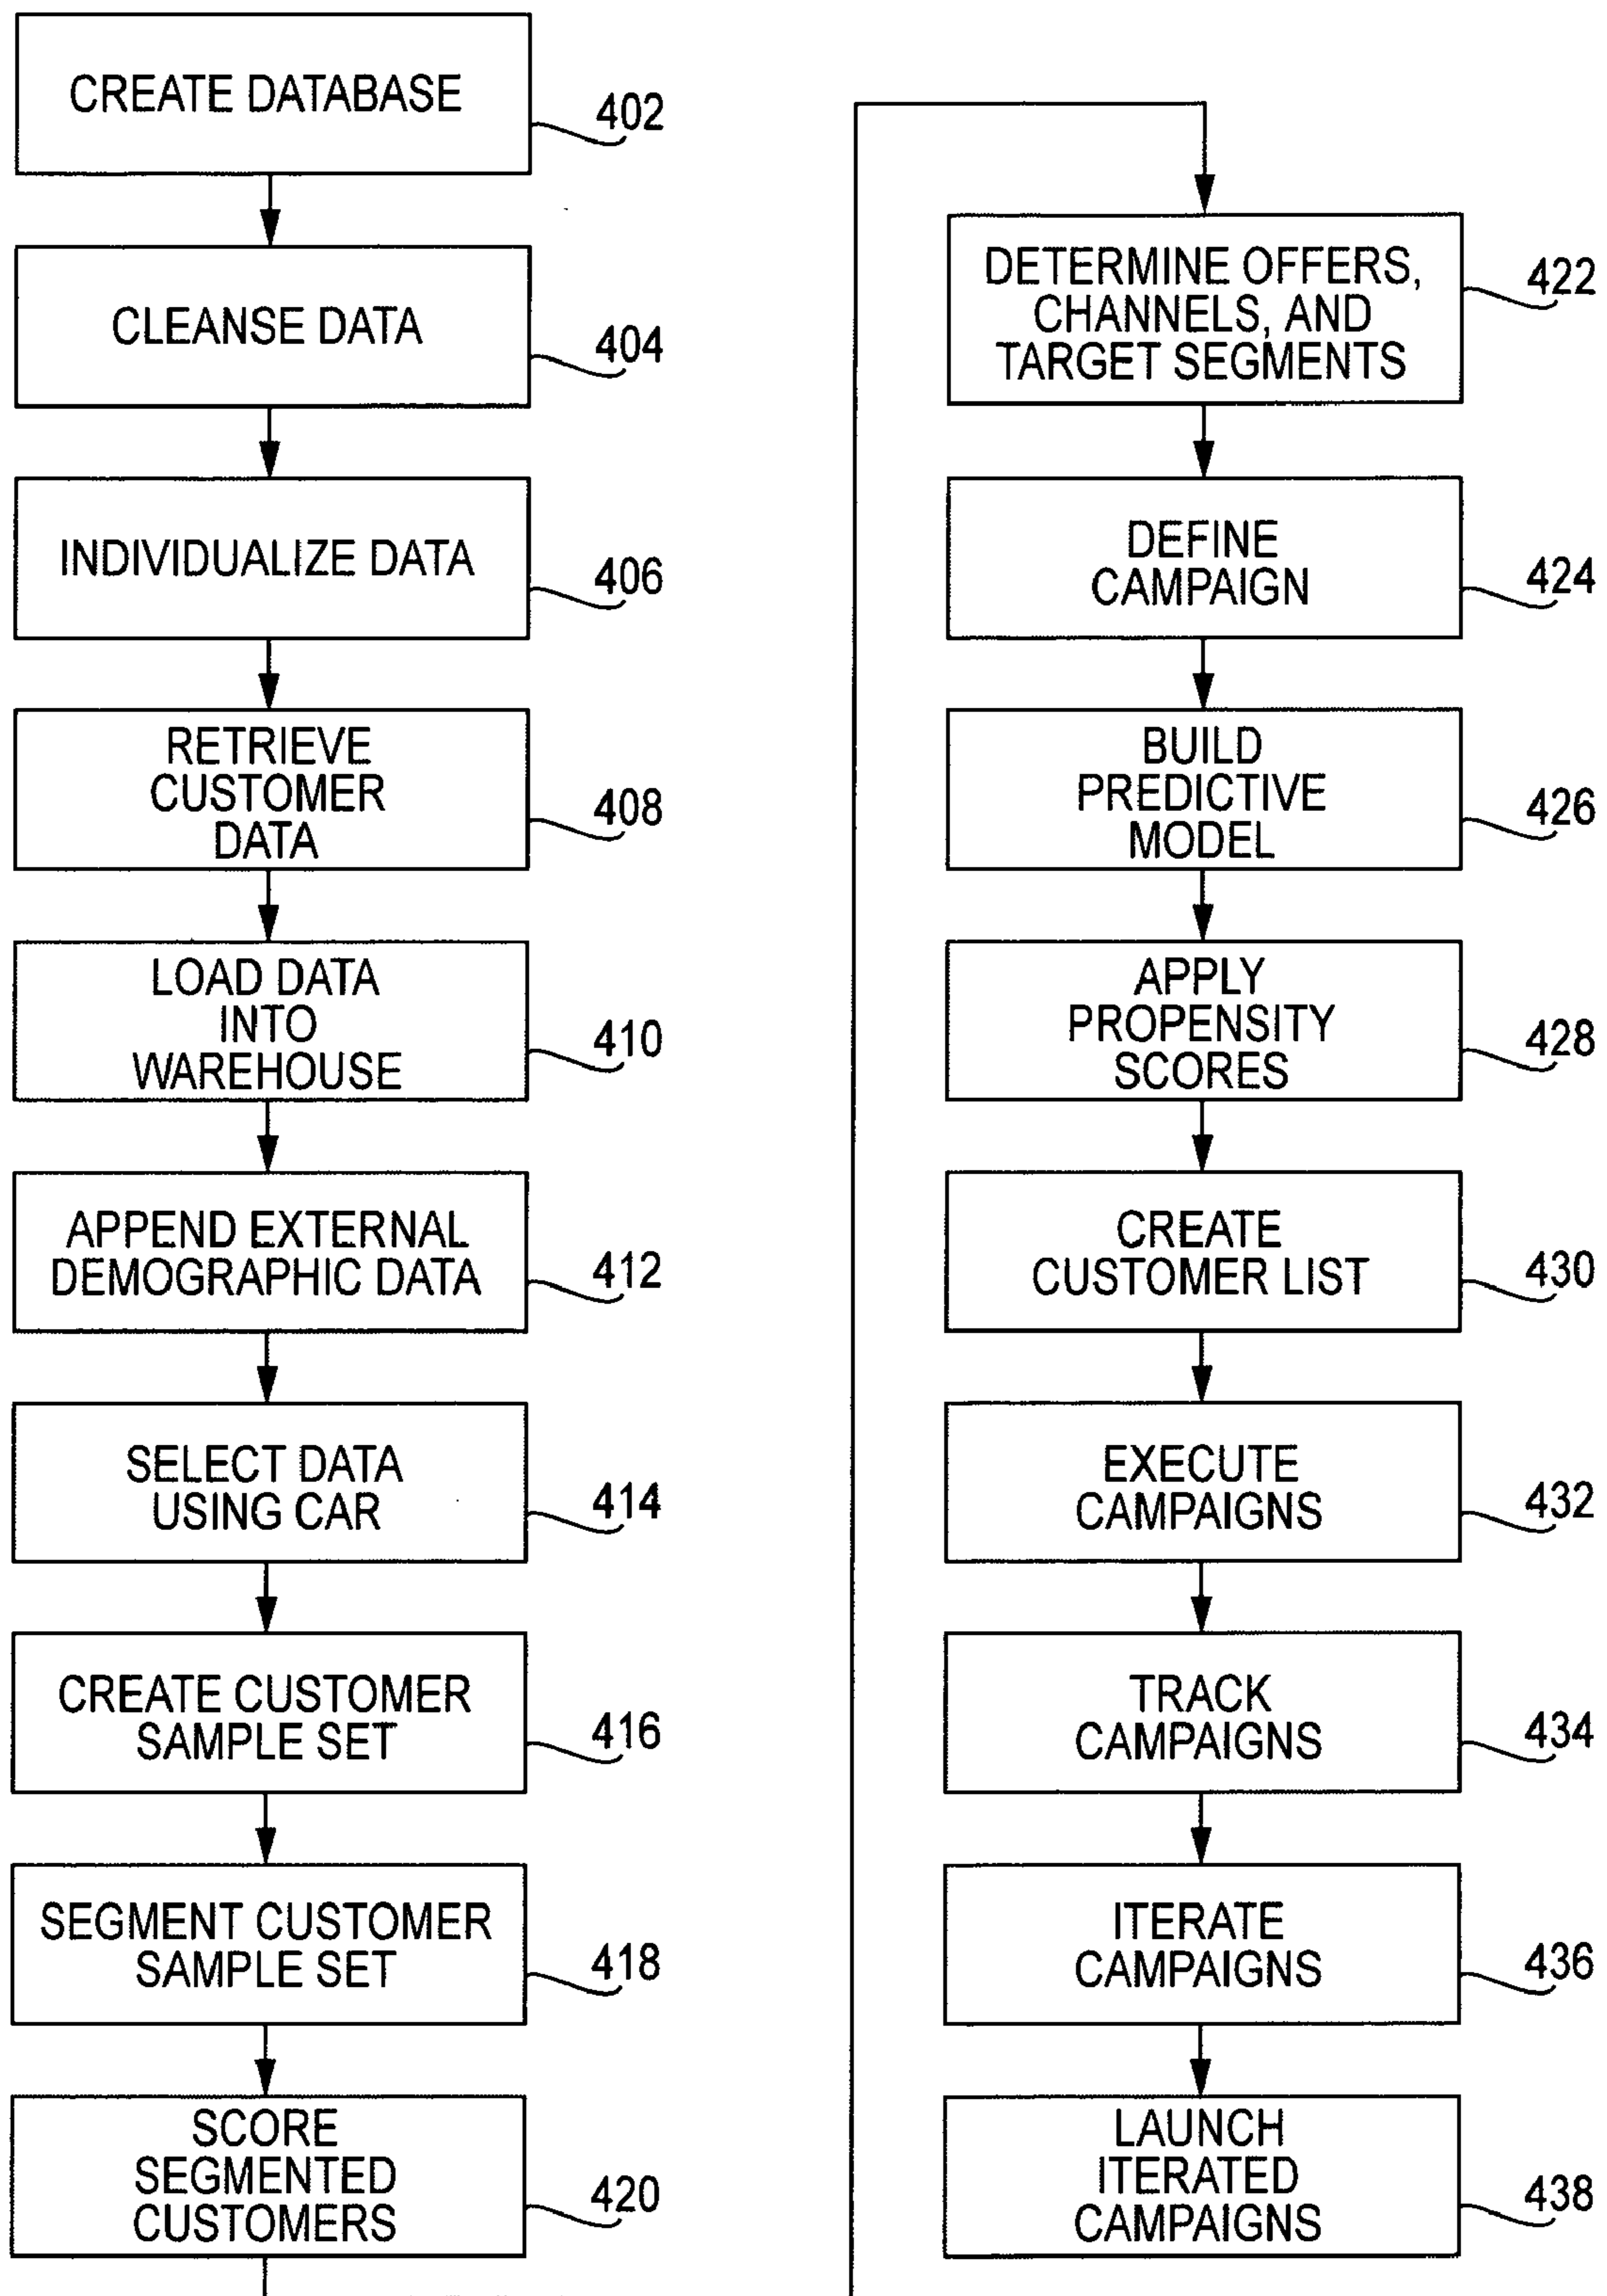 CREATE DATABASE
402
CLEANSE DATA
404
INDIVIDUALIZE DATA
406
RETRIEVE
CUSTOMER
DATA
408
LOAD DATA
INTO
WAREHOUSE
410
APPEND EXTERNAL
DEMOGRAPHIC DATA
412
SELECT DATA
USING CAR
414
CREATE CUSTOMER
SAMPLE SET
416
SEGMENT CUSTOMER
SAMPLE SET
418
SCORE
SEGMENTED
CUSTOMERS
420
DETERMINE OFFERS,
CHANNELS, AND
TARGET SEGMENTS
422
DEFINE
CAMPAIGN
424
BUILD
PREDICTIVE
MODEL
426
APPLY
PROPENSITY
SCORES
428
CREATE
CUSTOMER LIST
430
EXECUTE
CAMPAIGNS
432
TRACK
CAMPAIGNS
434
ITERATE
CAMPAIGNS
436
LAUNCH
ITERATED
CAMPAIGNS
438